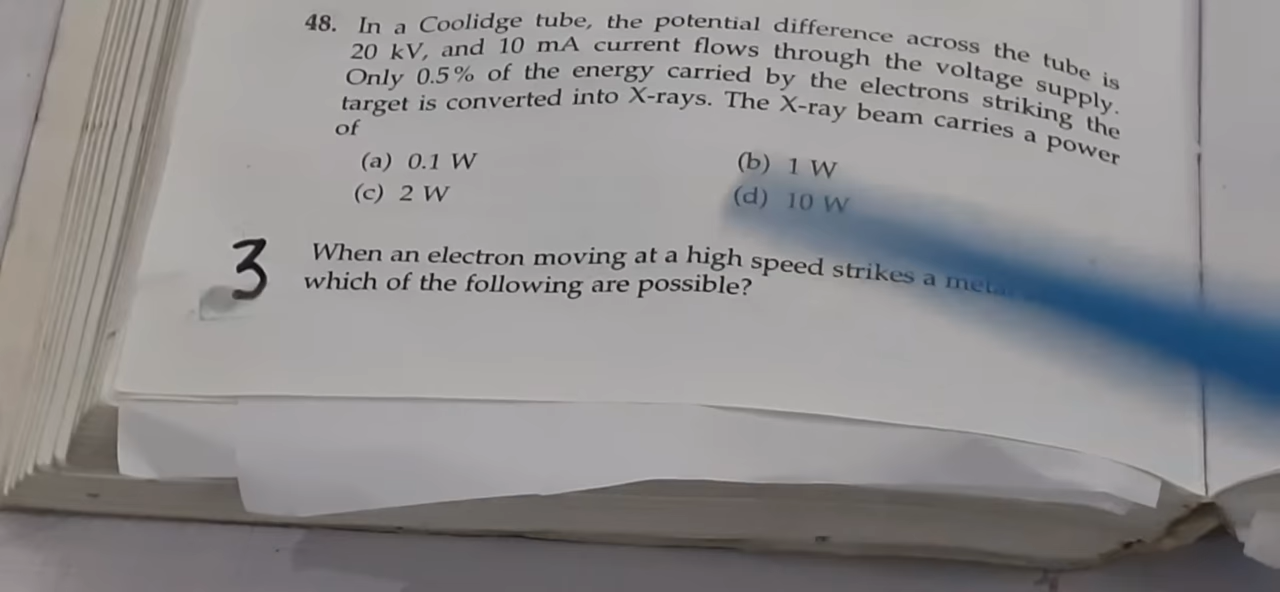 48. In a Coolidge tube, the potential difference across the tube is
20 kV, and 10 mA current flows through the voltage supply.
Only 0.5% of the energy carried by the electrons striking the
target is converted into X-rays. The X-ray beam carries a power
of
(a) 0.1 W (b) 1 W
(c) 2 W (d) 10 W
3 When an electron moving at a high speed strikes a
which of the following are possible?